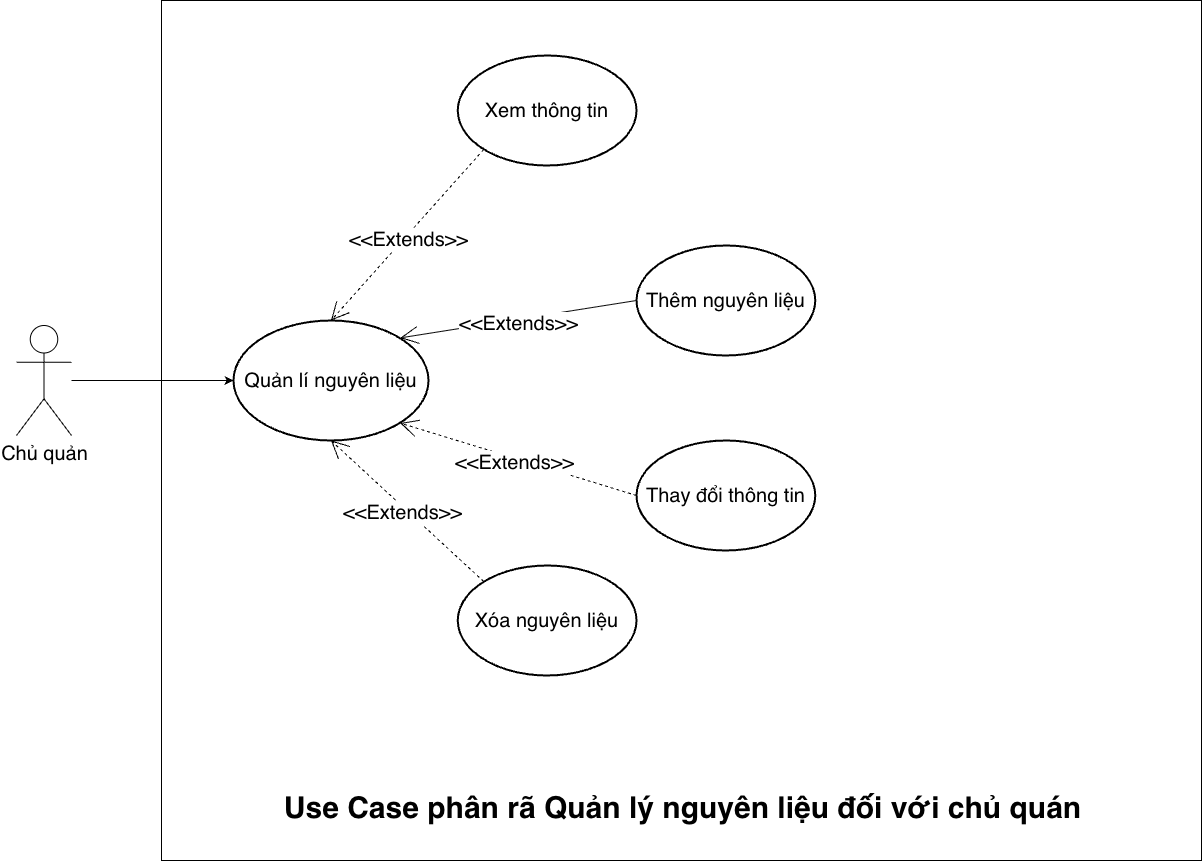 Xem thông tin
<<Extends>>
Thêm nguyên liệu
<<Extends>>
Quản lí nguyên liệu
Chủ quán
<<Extends>>
Thay đổi thông tin
<<Extends>>
Xóa nguyên liệu
Use Case phân rã Quản lý nguyên liệu đối với chủ quán